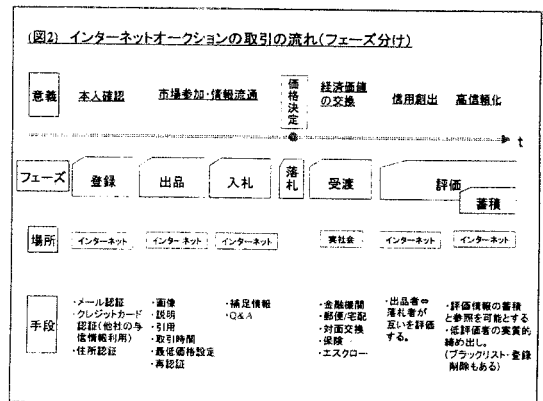 (図2) インターネットオークションの取引の流れ(フェーズ分け)
意義
本人確認
市場参加・情報流通
価格決定
経済価値
の交換
信用創出
高信頼化
t
フェーズ
登録
出品
入札
落札
受渡
評価
蓄積
場所
インターネット
インターネット
インターネット
実社会
インターネット
インターネット
手段
・メール認証
・クレジットカード
認証(他社の与
信情報利用)
・住所認証
・画像
・説明
・引用
・取引時間
・最低価格設定
・再認証
・補足情報
・Q&A
・金融機関
・郵便/宅配
・対面交換
・保険
・エスクロー
・出品者⇔
落札者が
互いを評価
する。
・評価情報の蓄積
と参照を可能とする
・低評価者の実質的
締め出し。
(ブラックリスト・登録
削除もある)